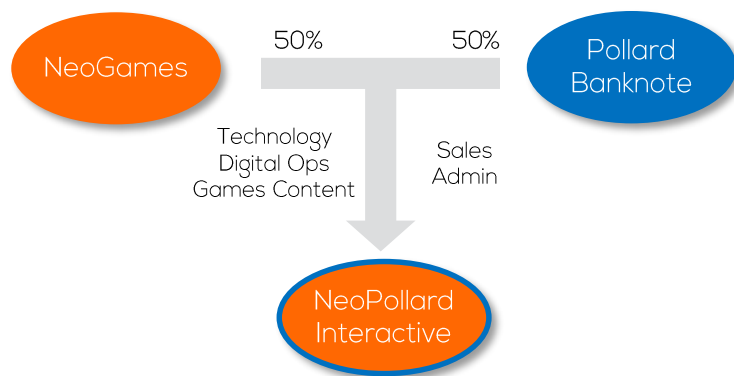 NeoGames
50%
50%
Pollard
Banknote
Technology
Digital Ops
Games Content
Sales
Admin
NeoPollard
Interactive